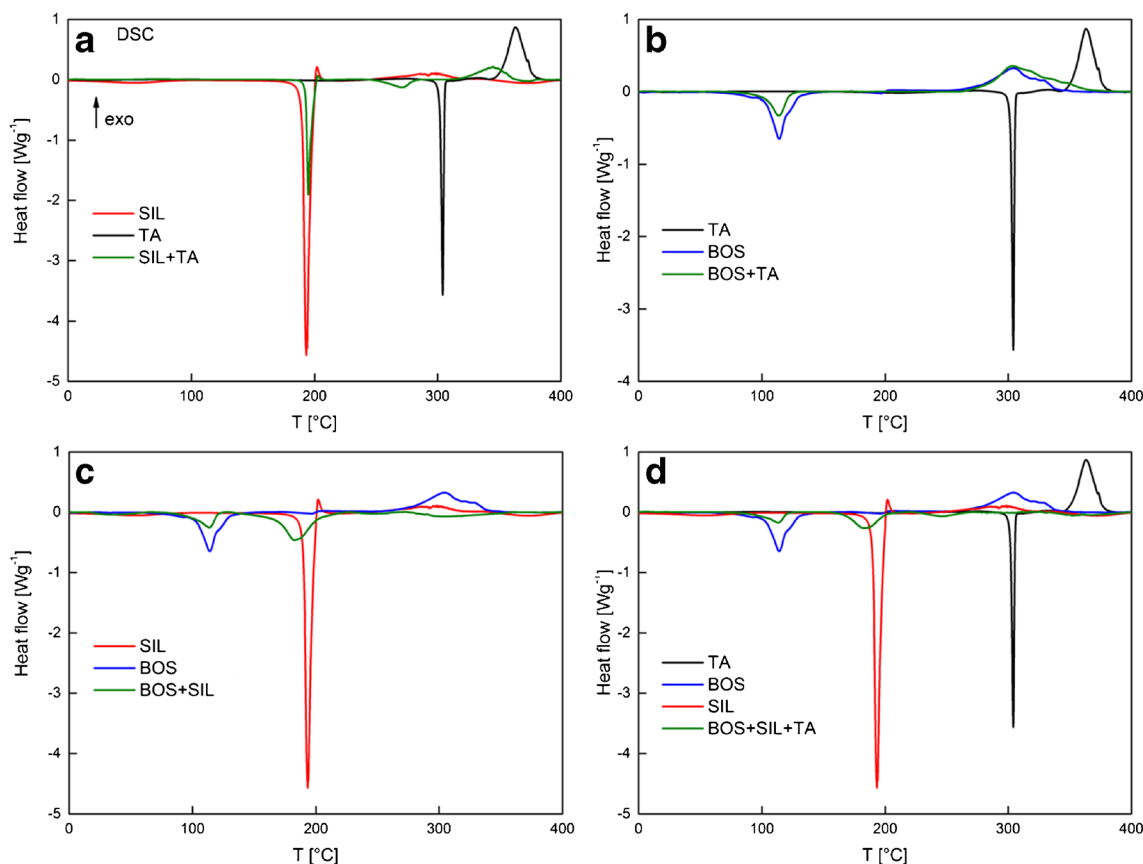 a
DSC
exo
SIL
TA
SIL+TA
Heat flow [Wg⁻¹]
1
0
-1
-2
-3
-4
-5
0
100
200
300
400
T [°C]
b
TA
BOS
BOS+TA
Heat flow [Wg⁻¹]
1
0
-1
-2
-3
-4
0
100
200
300
400
T [°C]
c
SIL
BOS
BOS+SIL
Heat flow [Wg⁻¹]
1
0
-1
-2
-3
-4
-5
0
100
200
300
400
T [°C]
d
TA
BOS
SIL
BOS+SIL+TA
Heat flow [Wg⁻¹]
1
0
-1
-2
-3
-4
-5
0
100
200
300
400
T [°C]